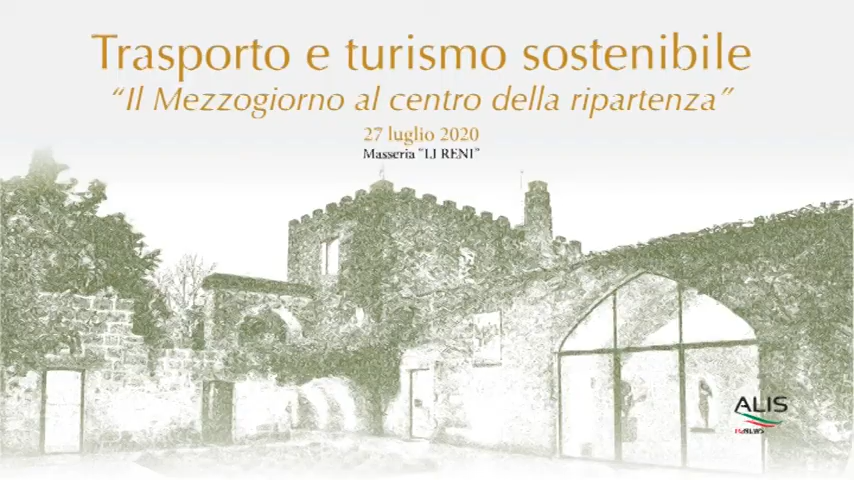 Trasporto e turismo sostenibile
“Il Mezzogiorno al centro della ripartenza”
27 luglio 2020
Masseria “LI RENI”
ALIS